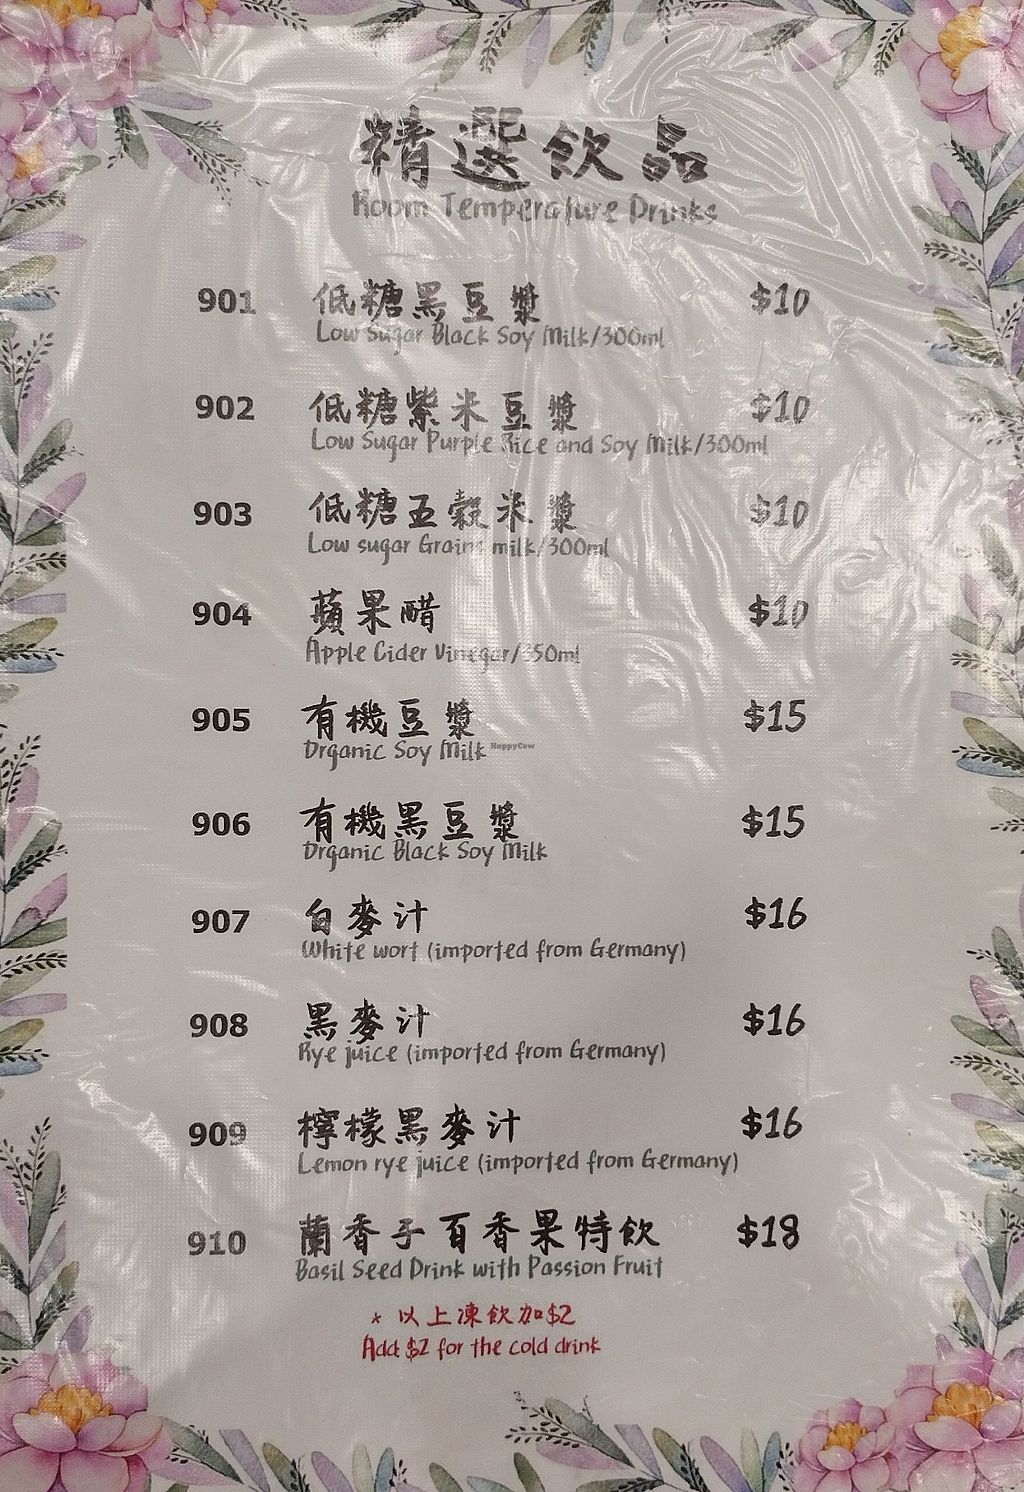 精選飲品
Room Temperature Drinks
901 低糖黑豆漿 $10
Low Sugar Black Soy Milk/300ml
902 低糖紫米豆漿 $10
Low Sugar Purple Rice and Soy Milk/300ml
903 低糖五穀米漿 $10
Low sugar Grains milk/300ml
904 蘋果醋 $10
Apple Cider Vinegar/350ml
905 有機豆漿 $15
Organic Soy Milk
HappyCow
906 有機黑豆漿 $15
Organic Black Soy Milk
907 白麥汁 $16
White wort (imported from Germany)
908 黑麥汁 $16
Rye juice (imported from Germany)
909 檸檬黑麥汁 $16
Lemon rye juice (imported from Germany)
910 蘭香子百香果特飲 $18
Basil Seed Drink with Passion Fruit
* 以上凍飲加$2
Add $2 for the cold drink